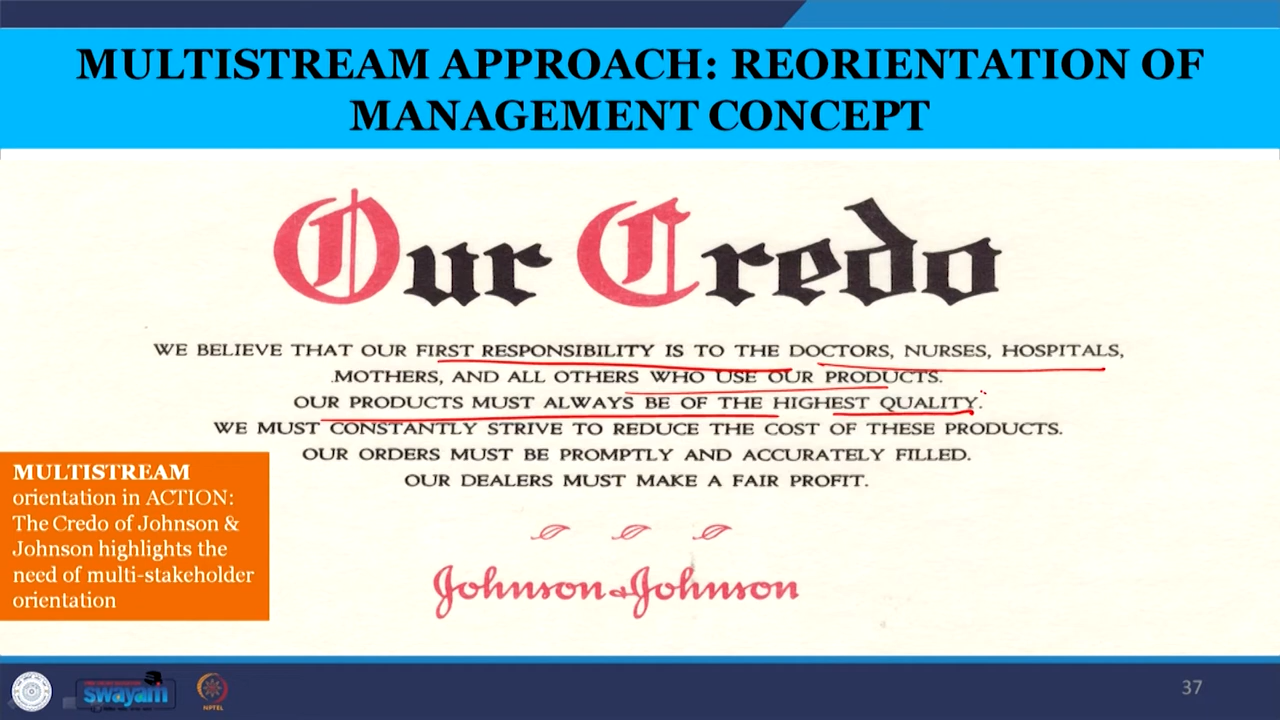 MULTISTREAM APPROACH: REORIENTATION OF
MANAGEMENT CONCEPT
Our Credo
WE BELIEVE THAT OUR FIRST RESPONSIBILITY IS TO THE DOCTORS, NURSES, HOSPITALS,
MOTHERS, AND ALL OTHERS WHO USE OUR PRODUCTS.
OUR PRODUCTS MUST ALWAYS BE OF THE HIGHEST QUALITY.
WE MUST CONSTANTLY STRIVE TO REDUCE THE COST OF THESE PRODUCTS.
OUR ORDERS MUST BE PROMPTLY AND ACCURATELY FILLED.
OUR DEALERS MUST MAKE A FAIR PROFIT.
Johnson & Johnson
MULTISTREAM
orientation in ACTION:
The Credo of Johnson &
Johnson highlights the
need of multi-stakeholder
orientation
swayam
NPTEL
37